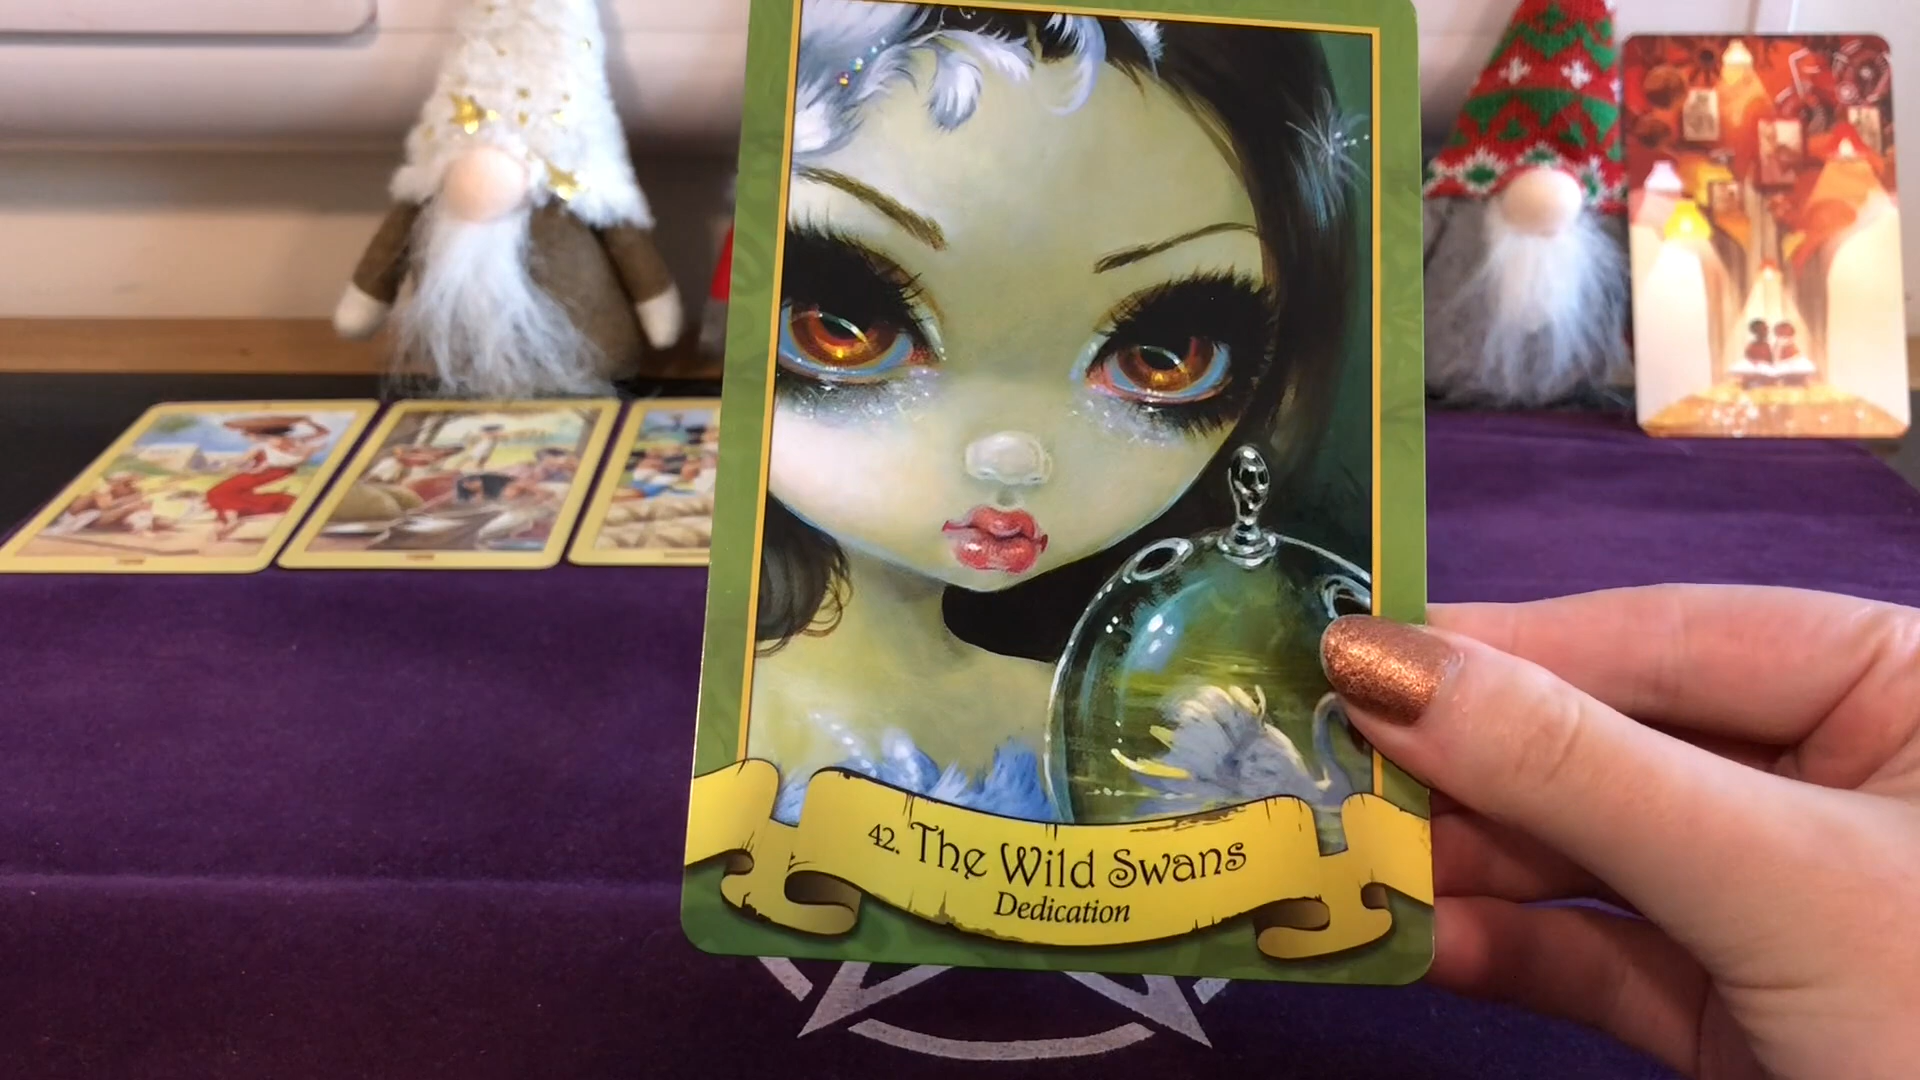 42. The Wild Swans
Dedication